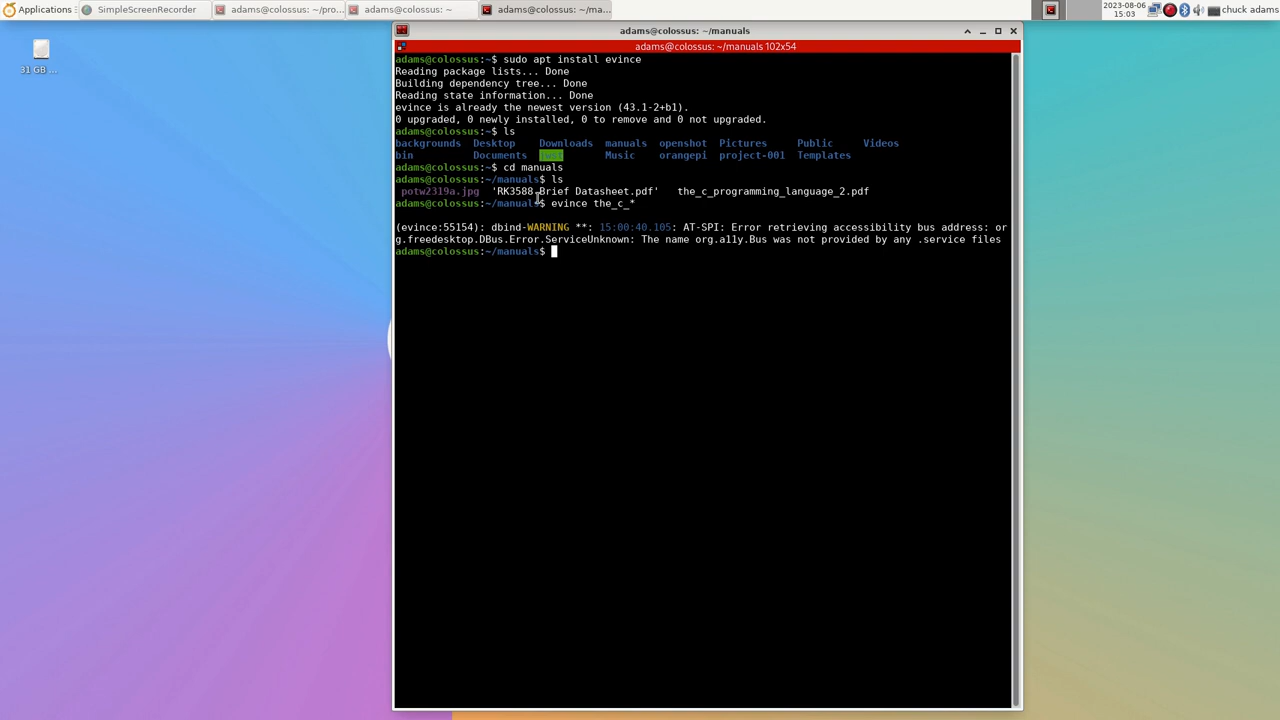 Applications
SimpleScreenRecorder
adams@colossus: ~/pro...
adams@colossus: ~
adams@colossus: ~/ma...
2023-08-06
15:03
chuck adams
31 GB ...
adams@colossus: ~/manuals
adams@colossus: ~/manuals 102x54
adams@colossus:~$ sudo apt install evince
Reading package lists... Done
Building dependency tree... Done
Reading state information... Done
evince is already the newest version (43.1-2+b1).
0 upgraded, 0 newly installed, 0 to remove and 0 not upgraded.
adams@colossus:~$ ls
backgrounds Desktop Downloads manuals openshot Pictures Public Videos
bin Documents Music orangepi project-001 Templates
adams@colossus:~$ cd manuals
adams@colossus:~/manuals$ ls
potw2319a.jpg 'RK3588 Brief Datasheet.pdf' the_c_programming_language_2.pdf
adams@colossus:~/manuals$ evince the_c_*
(evince:55154): dbind-WARNING **: 15:00:40.105: AT-SPI: Error retrieving accessibility bus address: or
g.freedesktop.DBus.Error.ServiceUnknown: The name org.a11y.Bus was not provided by any .service files
adams@colossus:~/manuals$